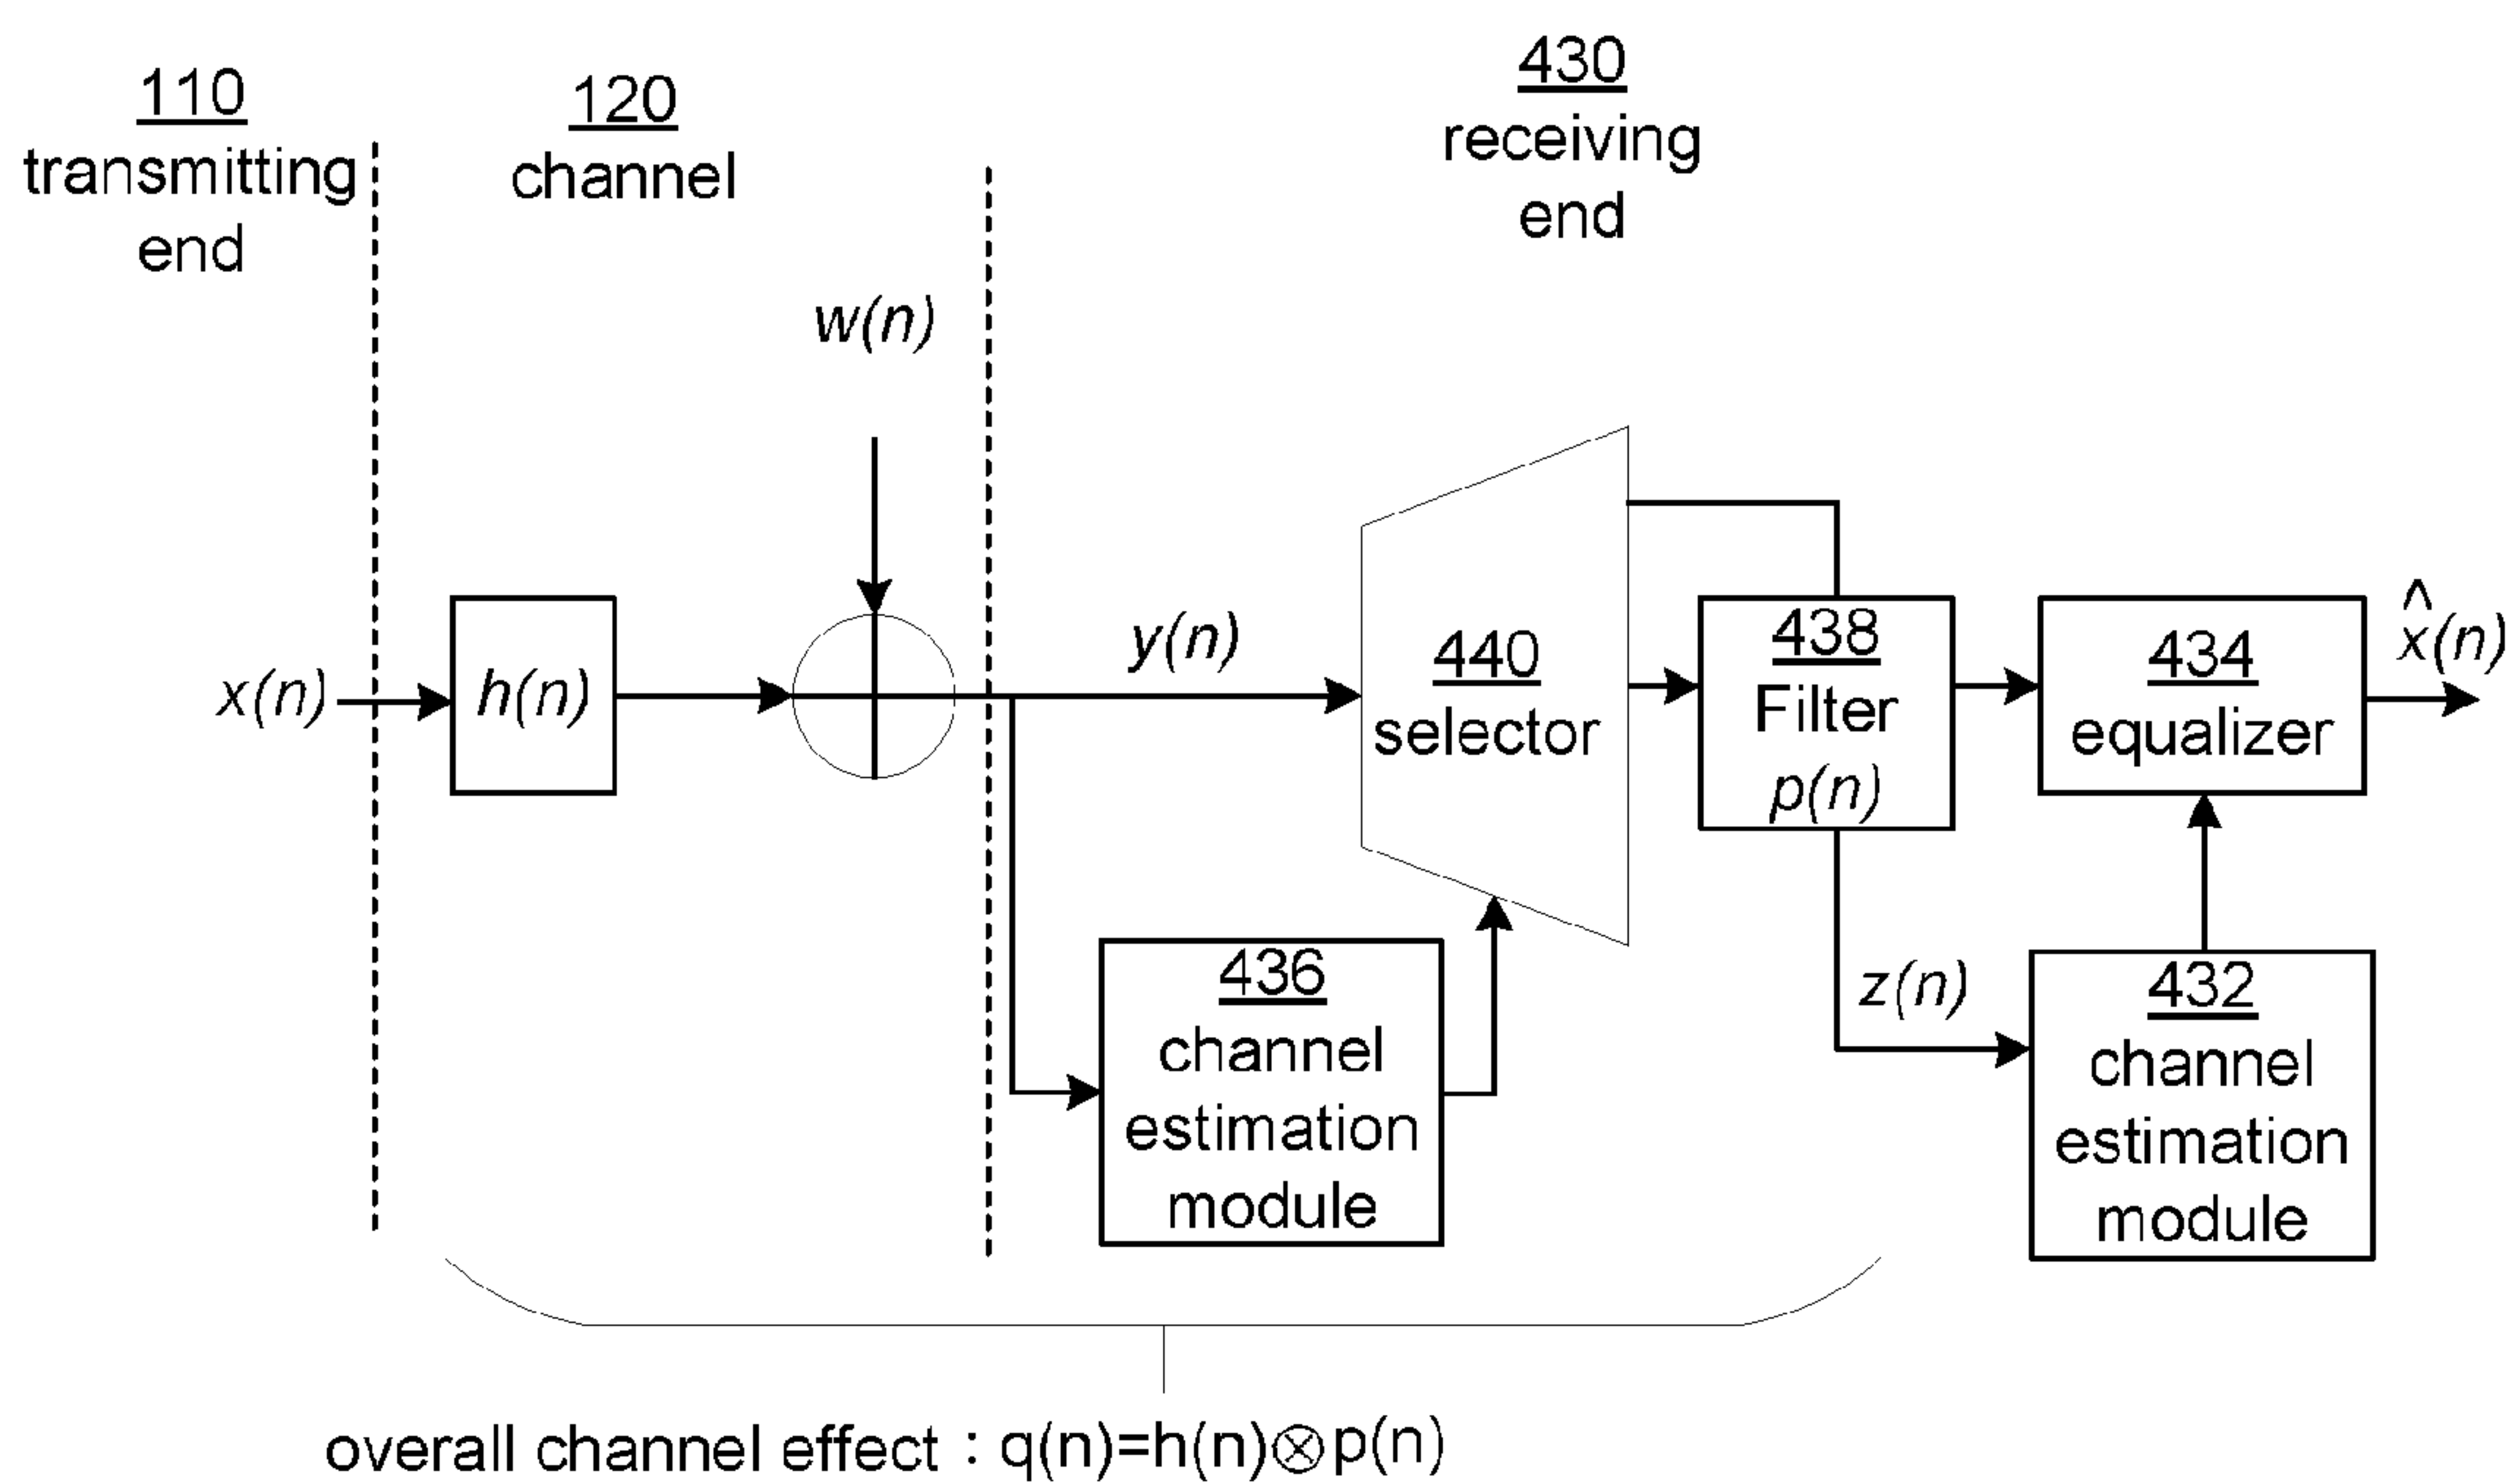 110
transmitting
end
120
channel
430
receiving
end
w(n)
x(n)
h(n)
y(n)
440
selector
438
Filter
p(n)
434
equalizer
x̂(n)
436
channel
estimation
module
z(n)
432
channel
estimation
module
overall channel effect : q(n)=h(n)⊗p(n)